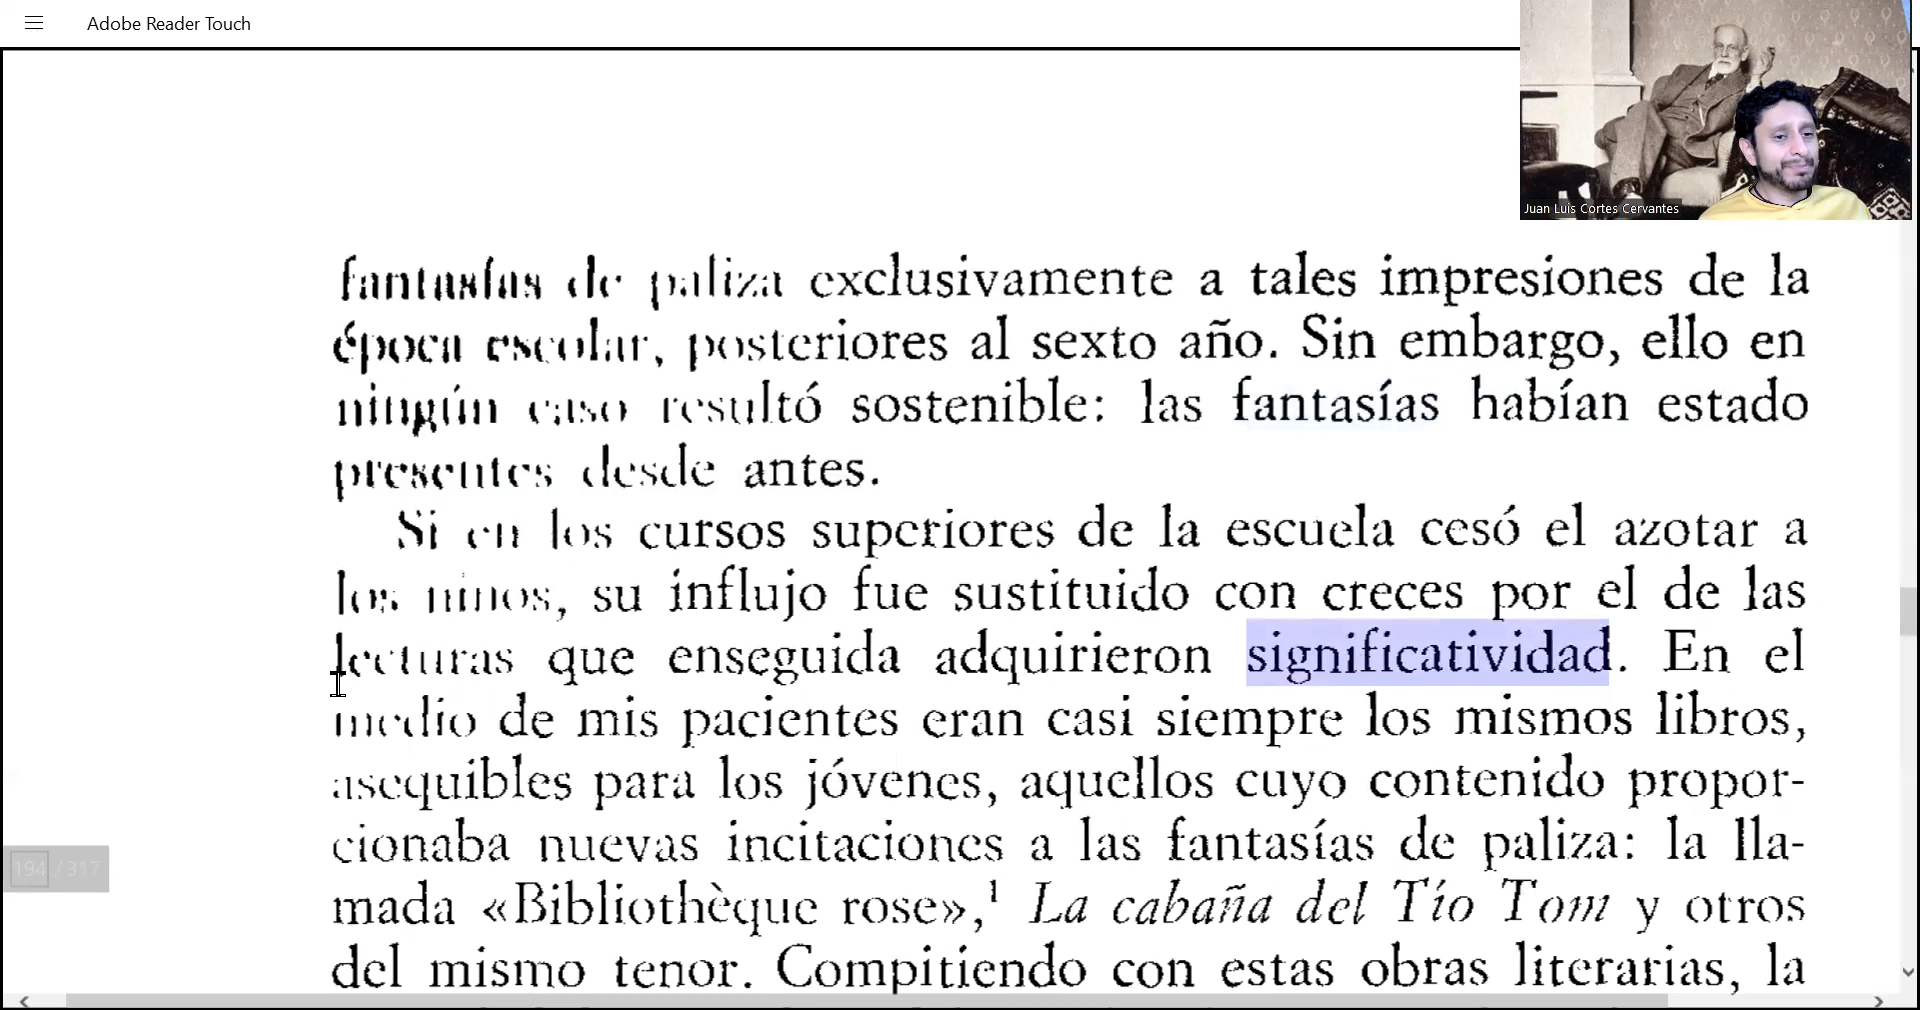 Adobe Reader Touch
Juan Luis Cortes Cervantes
fantasías de paliza exclusivamente a tales impresiones de la
época escolar, posteriores al sexto año. Sin embargo, ello en
ningún caso resultó sostenible: las fantasías habían estado
presentes desde antes.
Si en los cursos superiores de la escuela cesó el azotar a
los niños, su influjo fue sustituido con creces por el de las
lecturas que enseguida adquirieron significatividad. En el
medio de mis pacientes eran casi siempre los mismos libros,
asequibles para los jóvenes, aquellos cuyo contenido propor-
cionaba nuevas incitaciones a las fantasías de paliza: la lla-
mada «Bibliothèque rose»,¹ La cabaña del Tío Tom y otros
del mismo tenor. Compitiendo con estas obras literarias, la
194 / 317